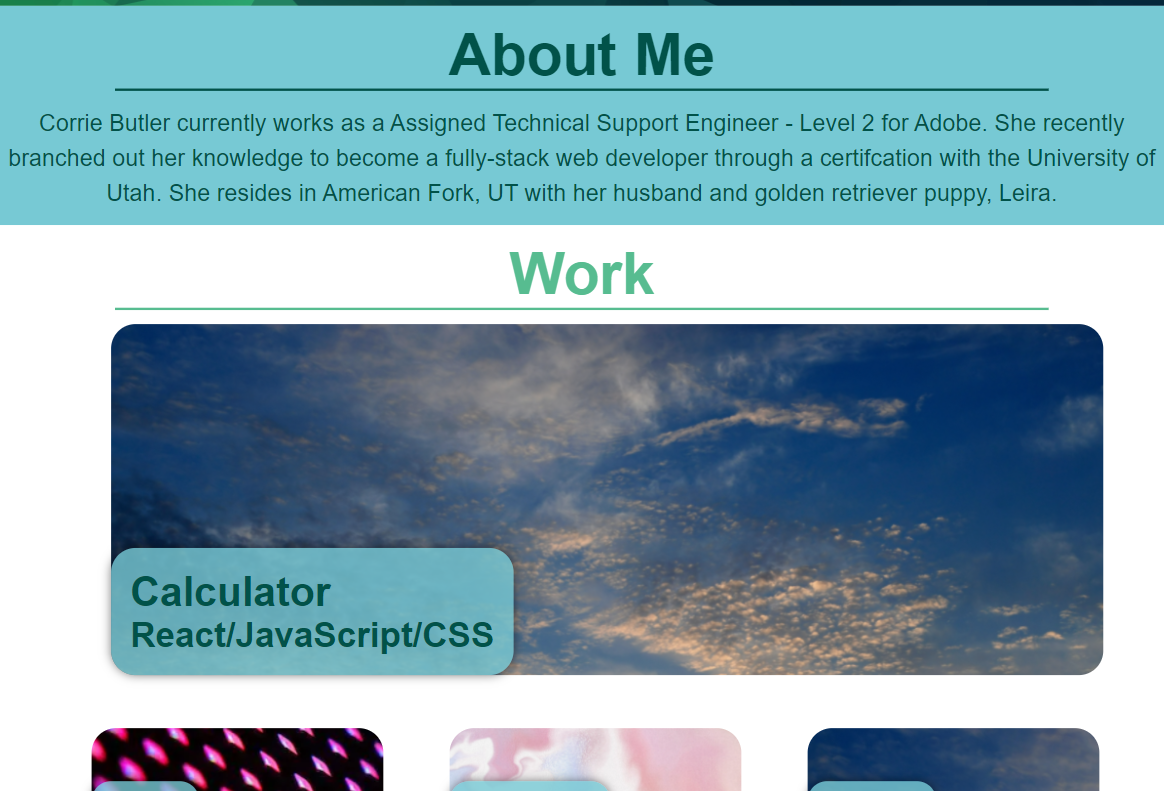 About Me
Corrie Butler currently works as a Assigned Technical Support Engineer - Level 2 for Adobe. She recently
branched out her knowledge to become a fully-stack web developer through a certifcation with the University of
Utah. She resides in American Fork, UT with her husband and golden retriever puppy, Leira.
Work
Calculator
React/JavaScript/CSS